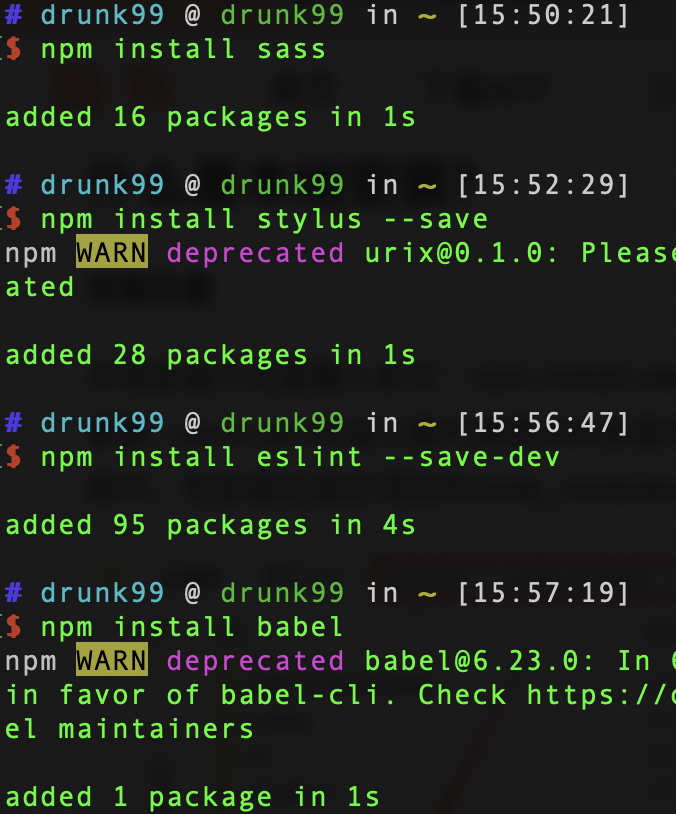 # drunk99 @ drunk99 in ~ [15:50:21]
$ npm install sass
added 16 packages in 1s
# drunk99 @ drunk99 in ~ [15:52:29]
$ npm install stylus --save
npm WARN deprecated urix@0.1.0: Please
ated
added 28 packages in 1s
# drunk99 @ drunk99 in ~ [15:56:47]
$ npm install eslint --save-dev
added 95 packages in 4s
# drunk99 @ drunk99 in ~ [15:57:19]
$ npm install babel
npm WARN deprecated babel@6.23.0: In
in favor of babel-cli. Check https://
el maintainers
added 1 package in 1s